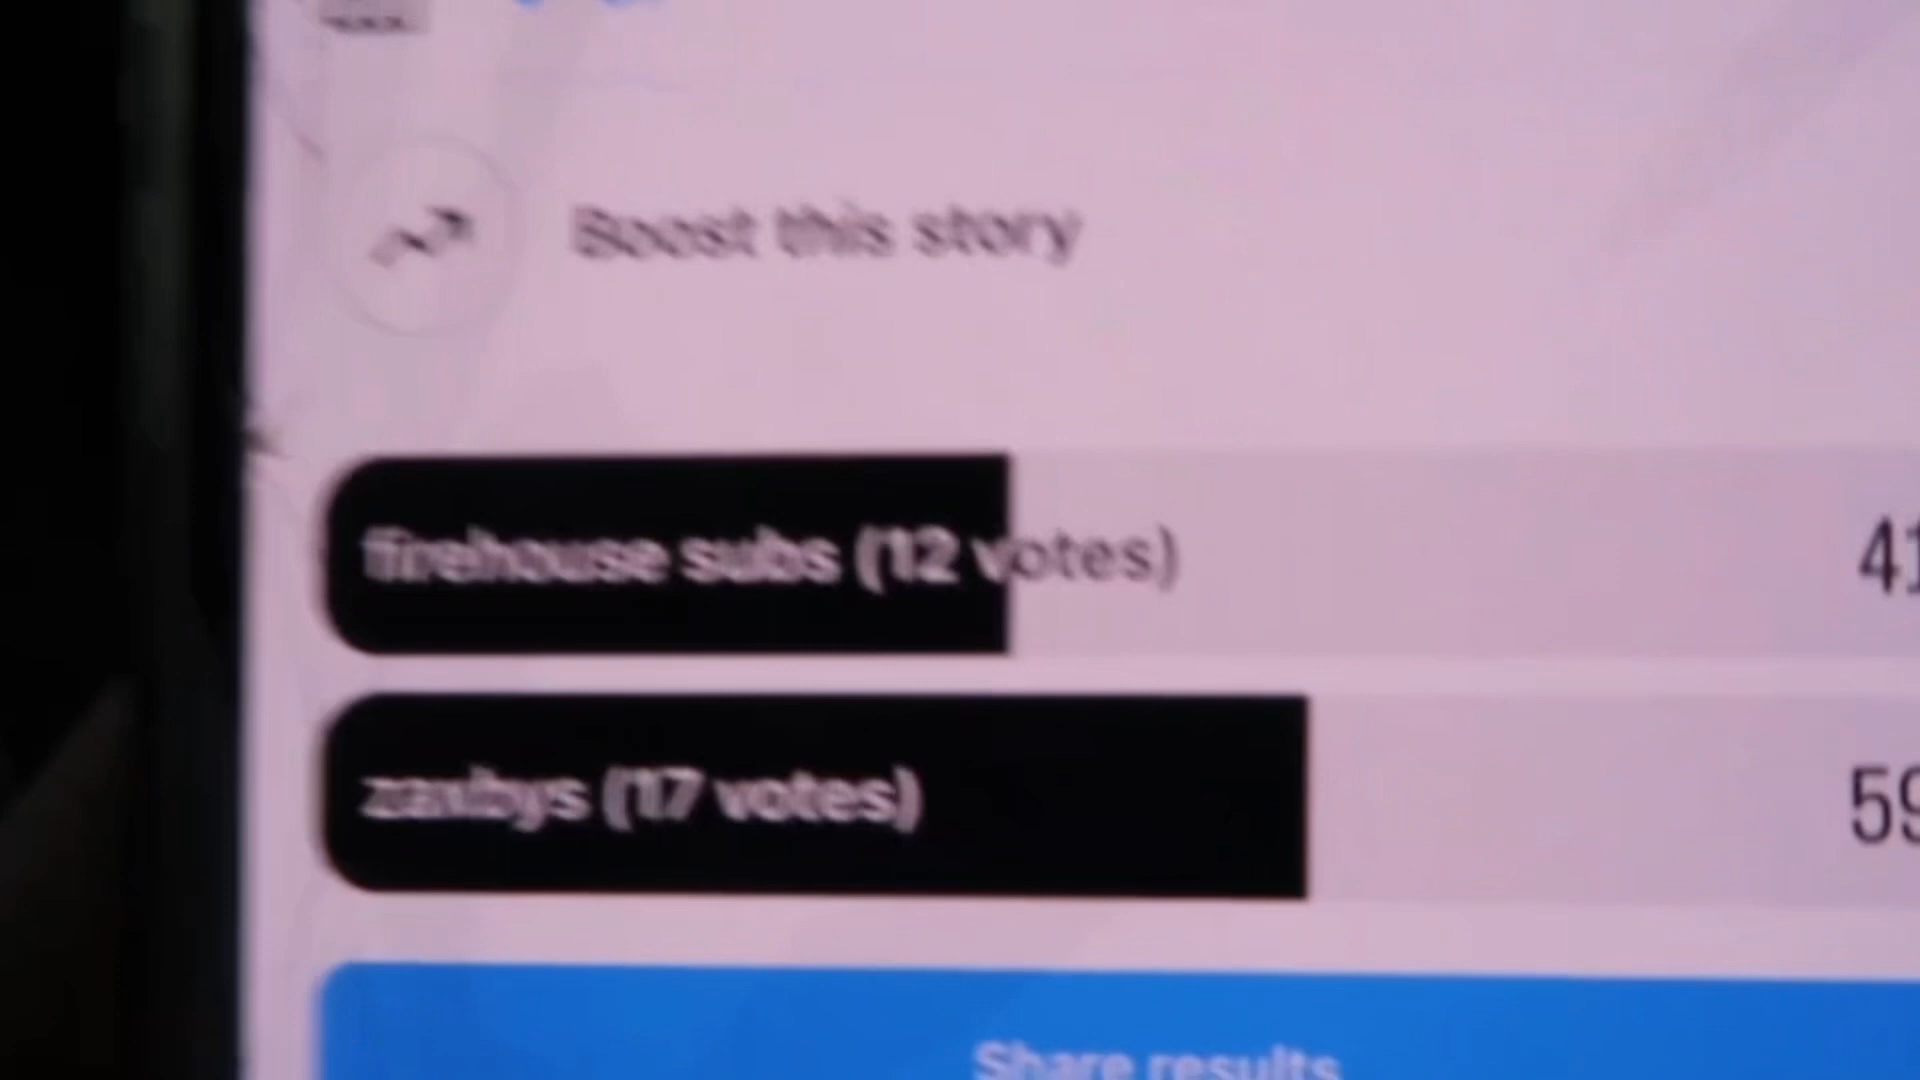 Boost this story
firehouse subs (12 votes)
41
zaxbys (17 votes)
59
Share results